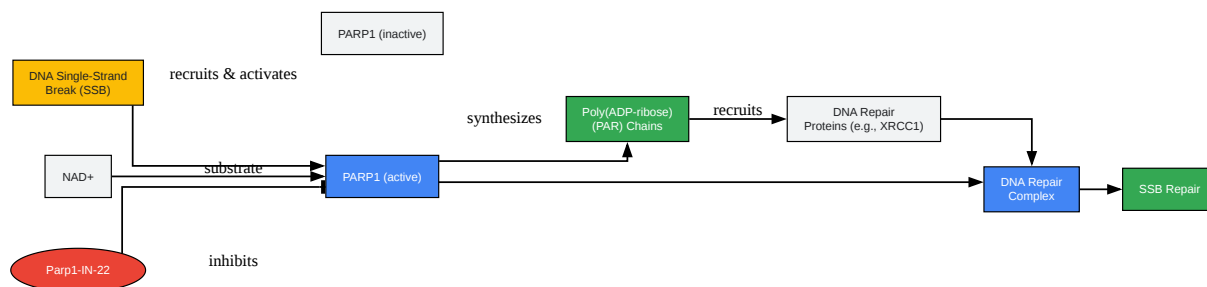 PARP1 (inactive)
DNA Single-Strand
Break (SSB)
recruits & activates
Poly(ADP-ribose)
(PAR) Chains
recruits
DNA Repair
Proteins (e.g., XRCC1)
synthesizes
substrate
NAD+
PARP1 (active)
DNA Repair
Complex
SSB Repair
inhibits
Parp1-IN-22